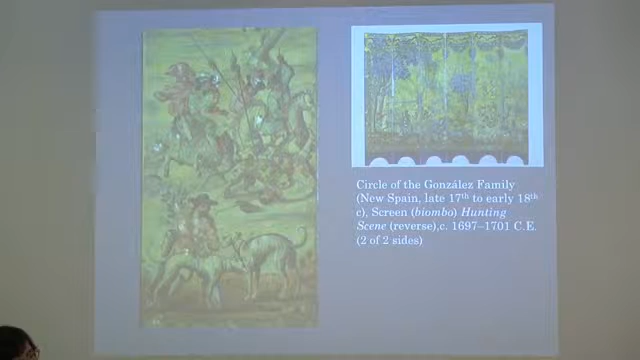 Circle of the González Family
(New Spain, late 17th to early 18th
c), Screen (biombo) Hunting
Scene (reverse),c. 1697–1701 C.E.
(2 of 2 sides)